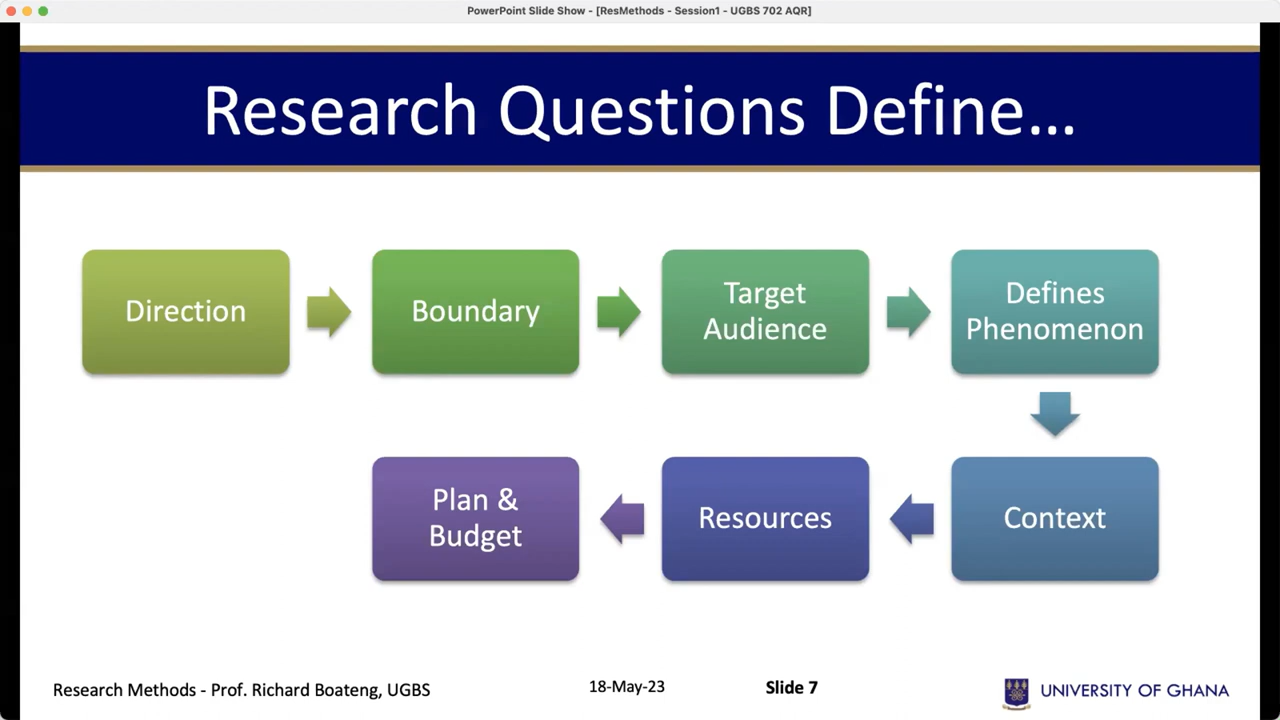 PowerPoint Slide Show - [ResMethods - Session1 - UGBS 702 AQR]
Research Questions Define...
Direction
Boundary
Target
Audience
Defines
Phenomenon
Context
Resources
Plan &
Budget
Research Methods - Prof. Richard Boateng, UGBS
18-May-23
Slide 7
UNIVERSITY OF GHANA